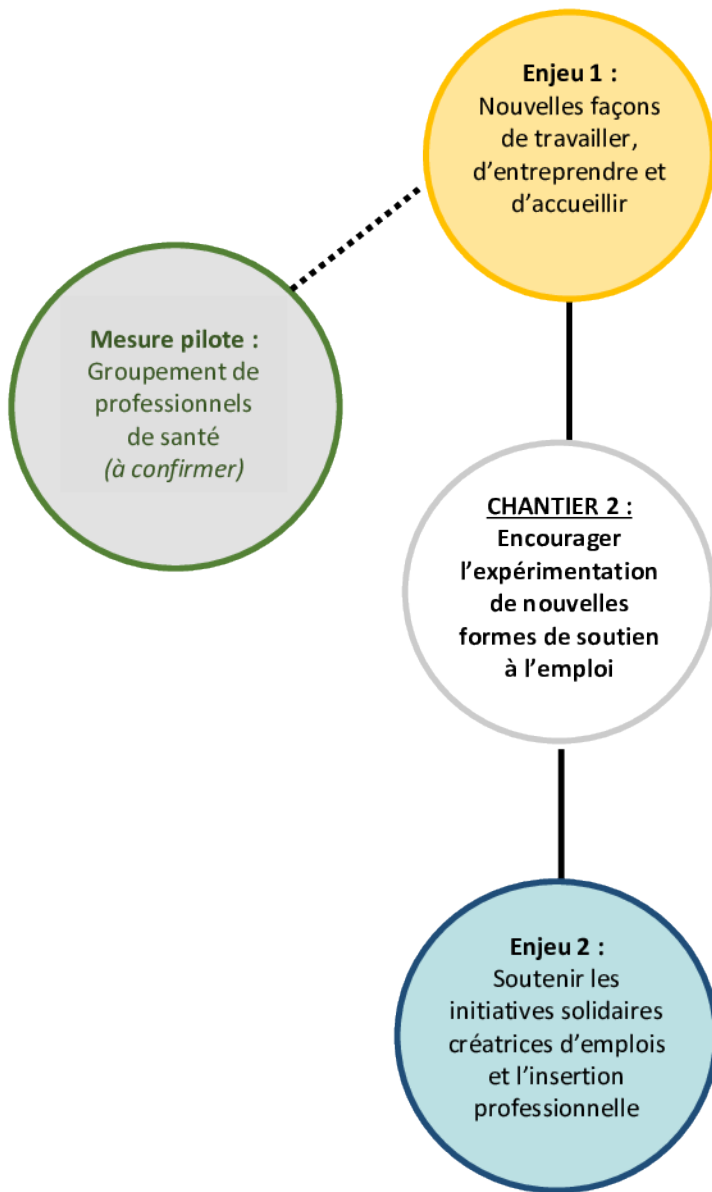 Enjeu 1 :
Nouvelles façons
de travailler,
d’entreprendre et
d’accueillir
Mesure pilote :
Groupement de
professionnels
de santé
(à confirmer)
CHANTIER 2 :
Encourager
l’expérimentation
de nouvelles
formes de soutien
à l’emploi
Enjeu 2 :
Soutenir les
initiatives solidaires
créatrices d’emplois
et l’insertion
professionnelle